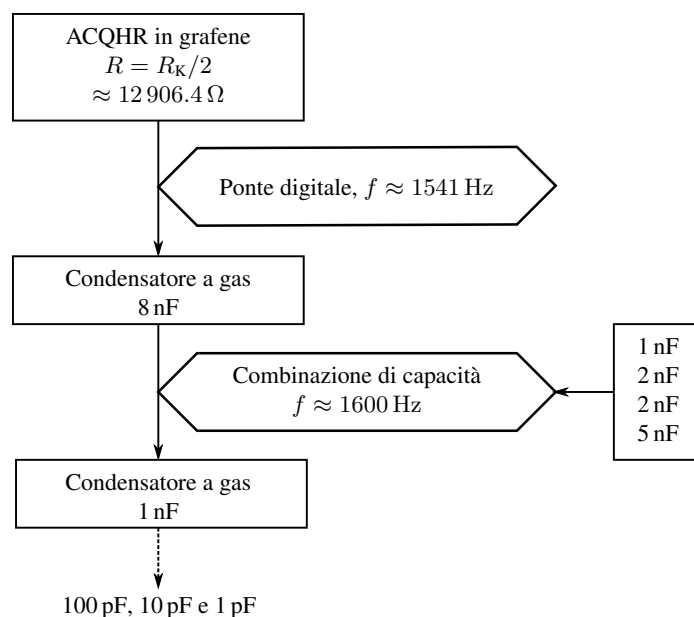 ACQHR in grafene
R = R_K/2
≈ 12 906.4 Ω
Ponte digitale, f ≈ 1541 Hz
Condensatore a gas
8 nF
Combinazione di capacità
f ≈ 1600 Hz
1 nF
2 nF
2 nF
5 nF
Condensatore a gas
1 nF
100 pF, 10 pF e 1 pF